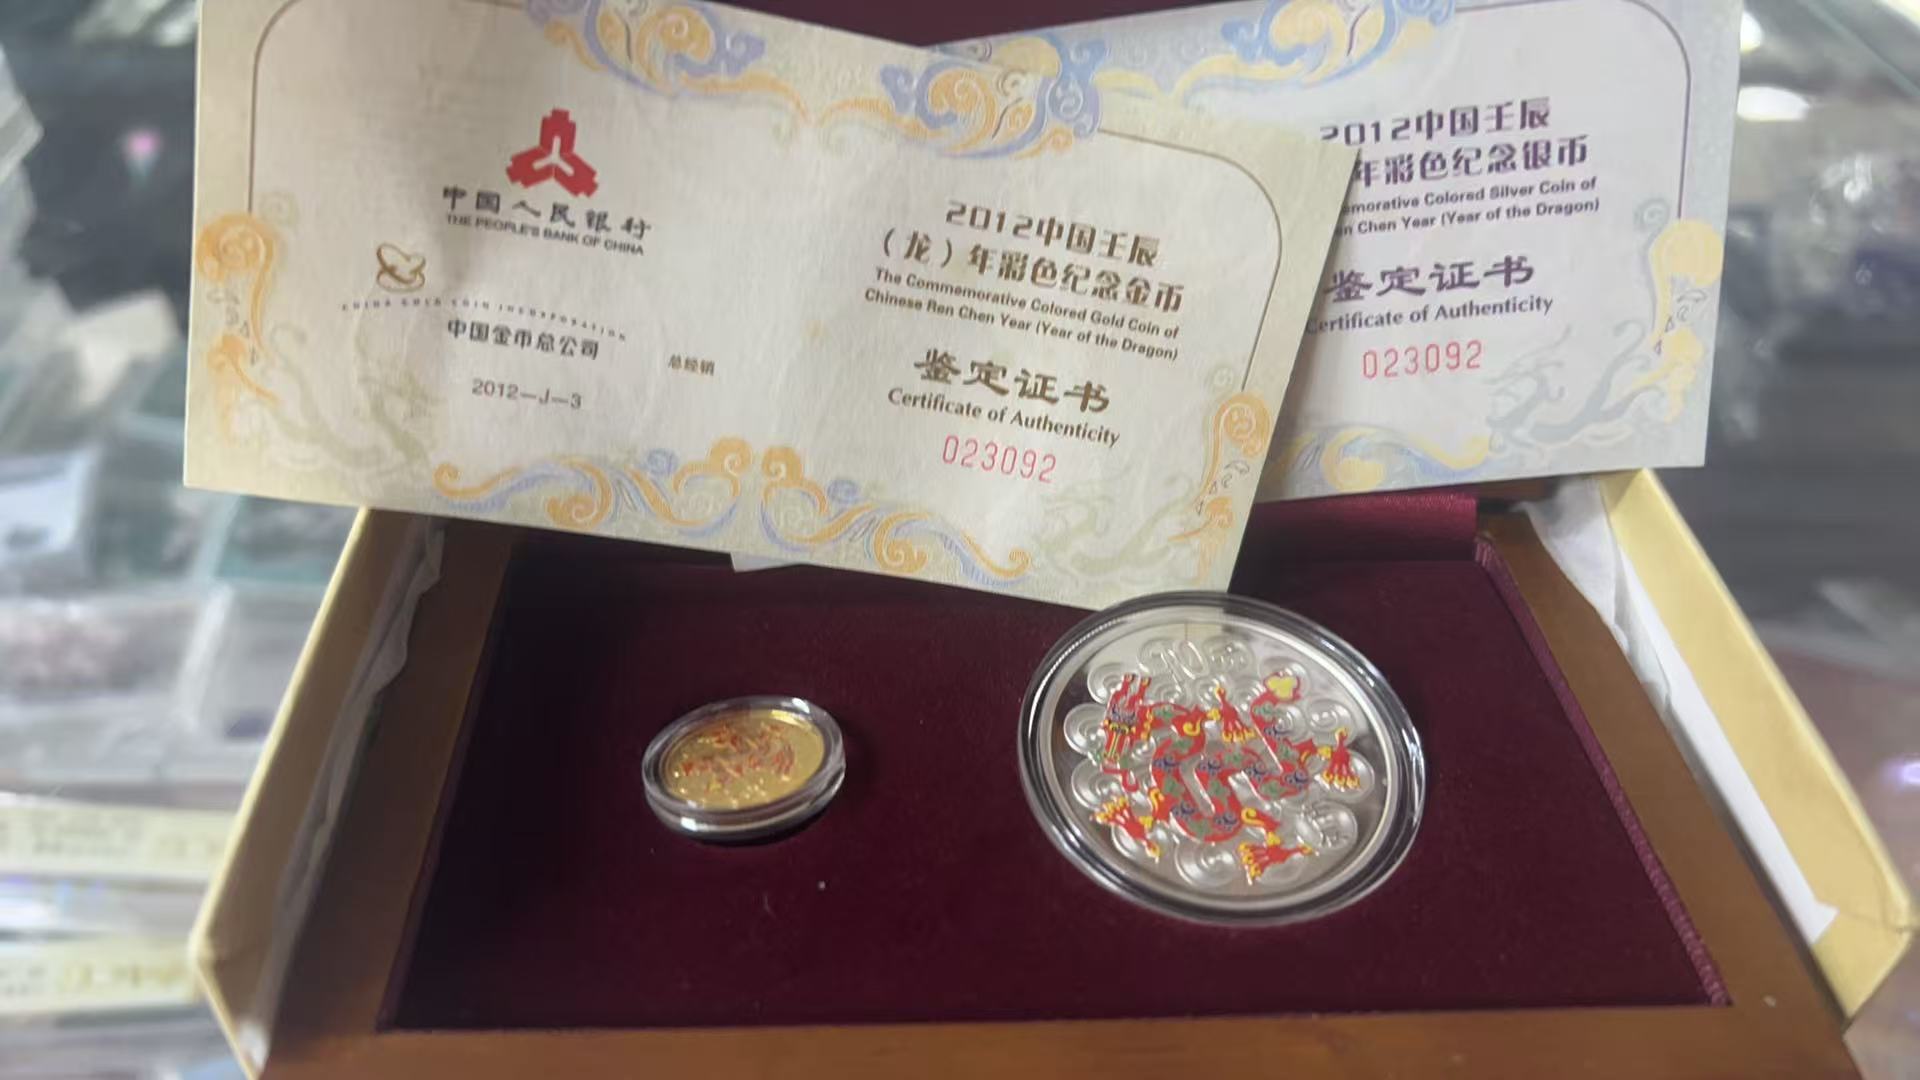 中国人民银行
THE PEOPLE'S BANK OF CHINA
CHINA GOLD COIN INCORPORATION
中国金币总公司
总经销
2012—J—3
2012中国壬辰
（龙）年彩色纪念金币
The Commemorative Colored Gold Coin of
Chinese Ren Chen Year (Year of the Dragon)
鉴定证书
Certificate of Authenticity
023092
2012中国壬辰
年彩色纪念银币
morative Colored Silver Coin of
n Chen Year (Year of the Dragon)
鉴定证书
Certificate of Authenticity
023092
10